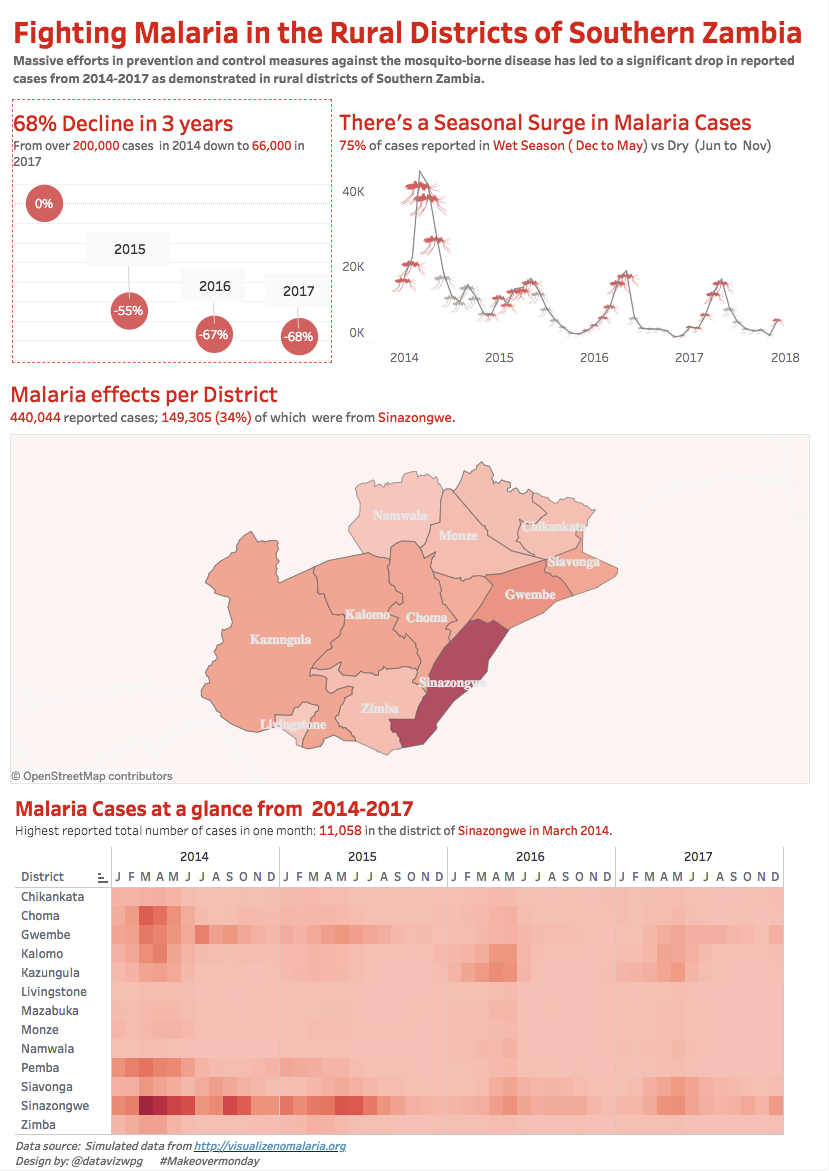 Fighting Malaria in the Rural Districts of Southern Zambia
Massive efforts in prevention and control measures against the mosquito-borne disease has led to a significant drop in reported
cases from 2014-2017 as demonstrated in rural districts of Southern Zambia.
68% Decline in 3 years
From over 200,000 cases in 2014 down to 66,000 in
2017
0%
2015
-55%
2016
-67%
2017
-68%
There's a Seasonal Surge in Malaria Cases
75% of cases reported in Wet Season ( Dec to May) vs Dry (Jun to Nov)
40K
20K
0K
2014 2015 2016 2017 2018
Malaria effects per District
440,044 reported cases; 149,305 (34%) of which were from Sinazongwe.
Namwala
Chikankata
Monze
Siavonga
Gwembe
Kalomo
Choma
Kazungula
Sinazongwe
Zimba
Livingstone
© OpenStreetMap contributors
Malaria Cases at a glance from 2014-2017
Highest reported total number of cases in one month: 11,058 in the district of Sinazongwe in March 2014.
2014 2015 2016 2017
District J F M A M J J A S O N D J F M A M J J A S O N D J F M A M J J A S O N D J F M A M J J A S O N D
Chikankata
Choma
Gwembe
Kalomo
Kazungula
Livingstone
Mazabuka
Monze
Namwala
Pemba
Siavonga
Sinazongwe
Zimba
Data source: Simulated data from http://visualizenomalaria.org
Design by: @datavizwpg #Makeovermonday